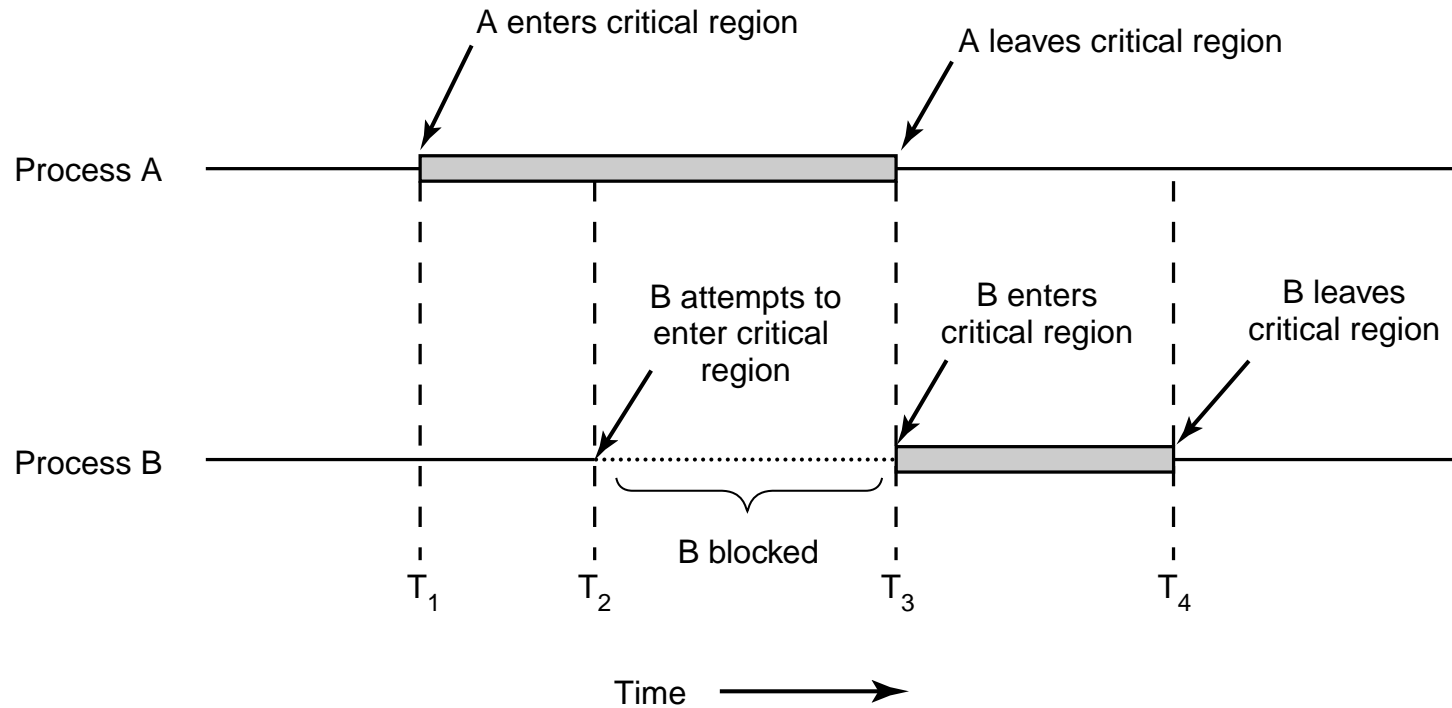 A enters critical region
A leaves critical region
Process A
B attempts to
enter critical
region
B enters
critical region
B leaves
critical region
Process B
B blocked
T1
T2
T3
T4
Time